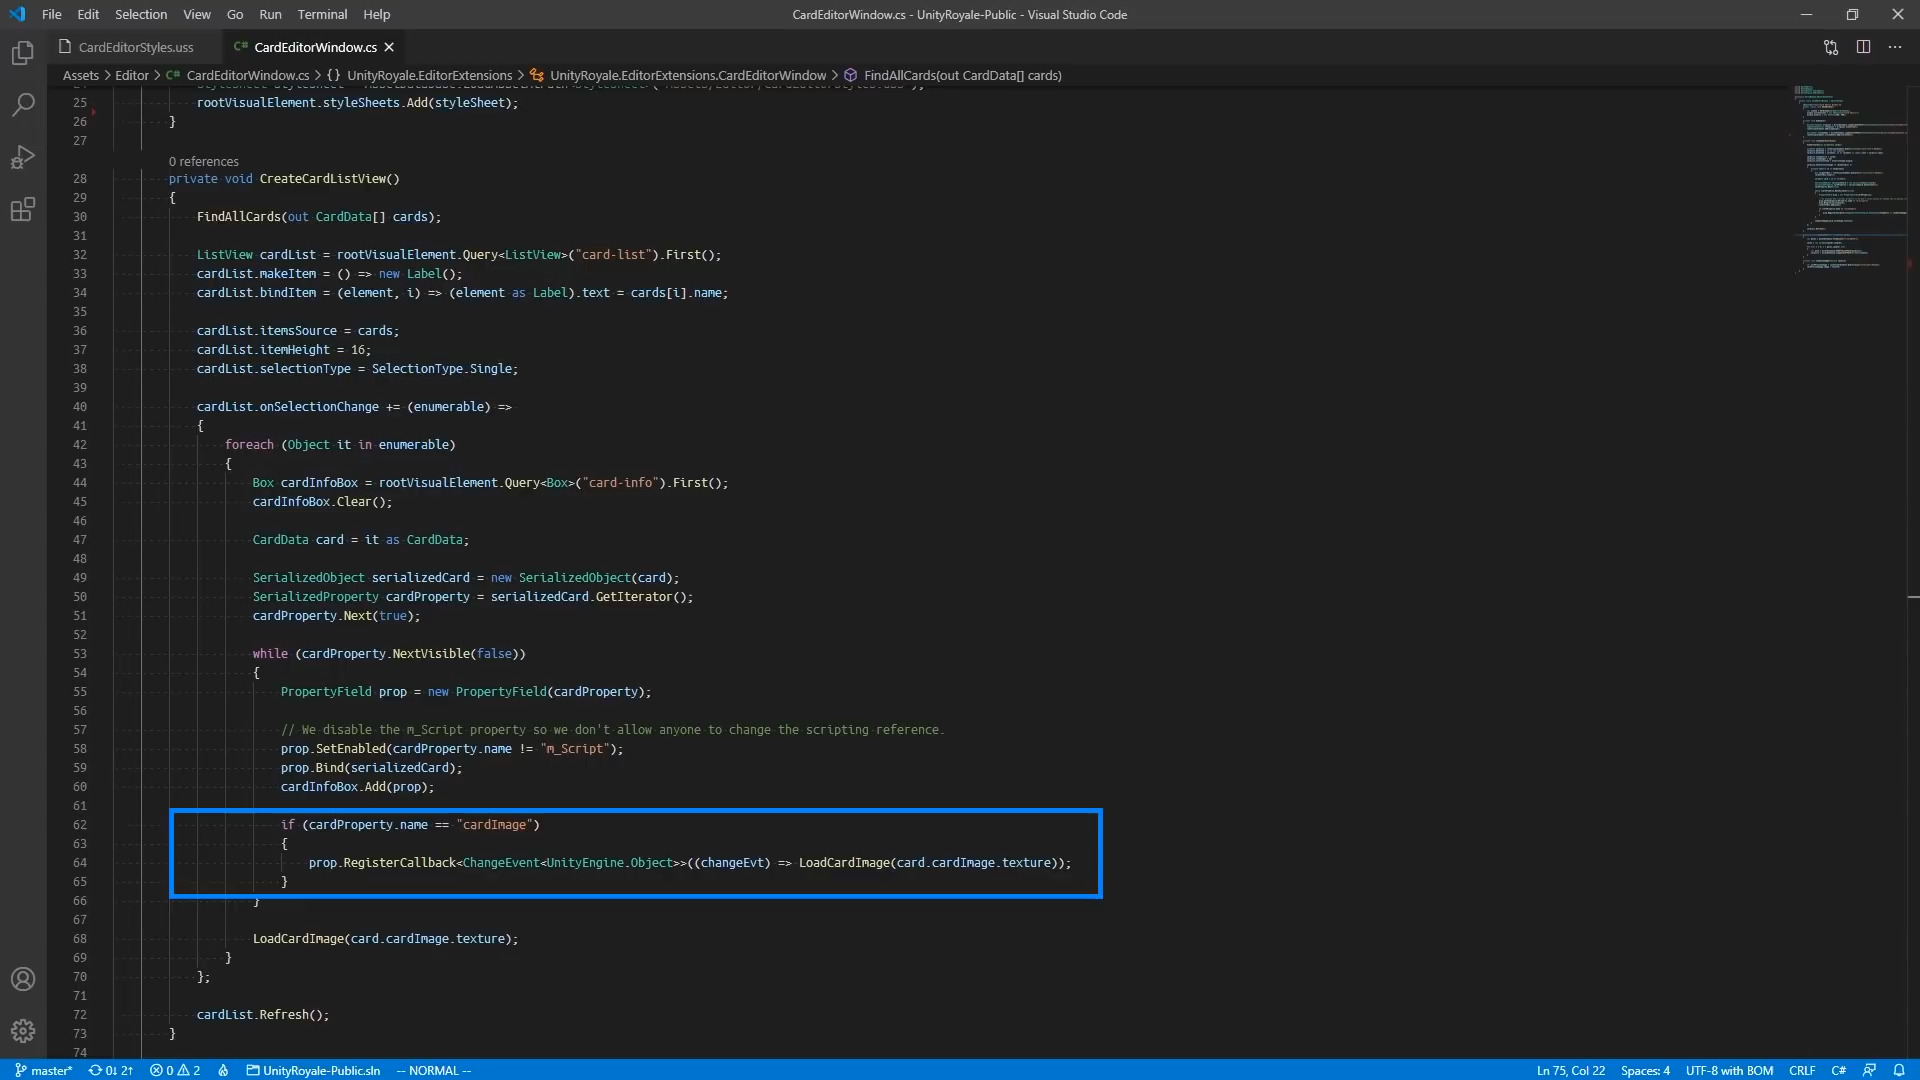 File Edit Selection View Go Run Terminal Help
CardEditorWindow.cs - UnityRoyale-Public - Visual Studio Code
CardEditorStyles.uss
C# CardEditorWindow.cs
Assets > Editor > C# CardEditorWindow.cs > {} UnityRoyale.EditorExtensions > UnityRoyale.EditorExtensions.CardEditorWindow > FindAllCards(out CardData[] cards)
25 rootVisualElement.styleSheets.Add(styleSheet);
26 }
27
0 references
28 private void CreateCardListView()
29 {
30 FindAllCards(out CardData[] cards);
31
32 ListView cardList = rootVisualElement.Query<ListView>("card-list").First();
33 cardList.makeItem = () => new Label();
34 cardList.bindItem = (element, i) => (element as Label).text = cards[i].name;
35
36 cardList.itemsSource = cards;
37 cardList.itemHeight = 16;
38 cardList.selectionType = SelectionType.Single;
39
40 cardList.onSelectionChange += (enumerable) =>
41 {
42 foreach (Object it in enumerable)
43 {
44 Box cardInfoBox = rootVisualElement.Query<Box>("card-info").First();
45 cardInfoBox.Clear();
46
47 CardData card = it as CardData;
48
49 SerializedObject serializedCard = new SerializedObject(card);
50 SerializedProperty cardProperty = serializedCard.GetIterator();
51 cardProperty.Next(true);
52
53 while (cardProperty.NextVisible(false))
54 {
55 PropertyField prop = new PropertyField(cardProperty);
56
57 // We disable the m_Script property so we don't allow anyone to change the scripting reference.
58 prop.SetEnabled(cardProperty.name != "m_Script");
59 prop.Bind(serializedCard);
60 cardInfoBox.Add(prop);
61
62 if (cardProperty.name == "cardImage")
63 {
64 prop.RegisterCallback<ChangeEvent<UnityEngine.Object>>((changeEvt) => LoadCardImage(card.cardImage.texture));
65 }
66 }
67
68 LoadCardImage(card.cardImage.texture);
69 }
70 };
71
72 cardList.Refresh();
73 }
74
master* 0↓ 2↑ 0 2 UnityRoyale-Public.sln -- NORMAL -- Ln 75, Col 22 Spaces: 4 UTF-8 with BOM CRLF C#